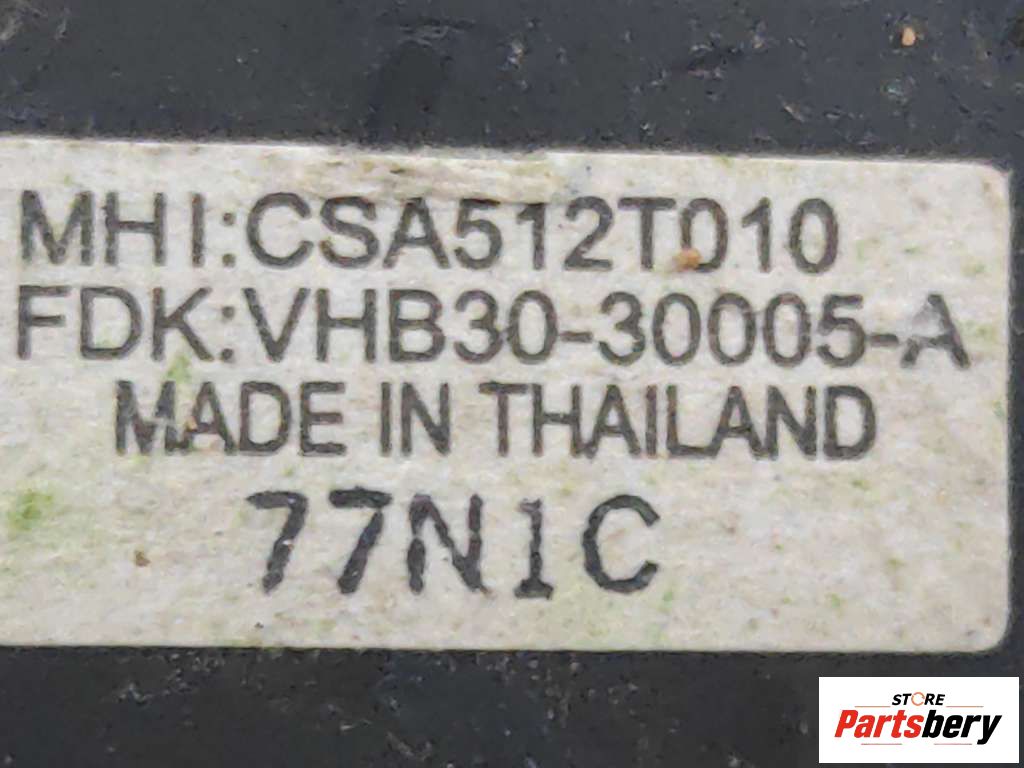 MHI:CSA512T010
FDK:VHB30-30005-A
MADE IN THAILAND
77N1C
STORE
Partsbery